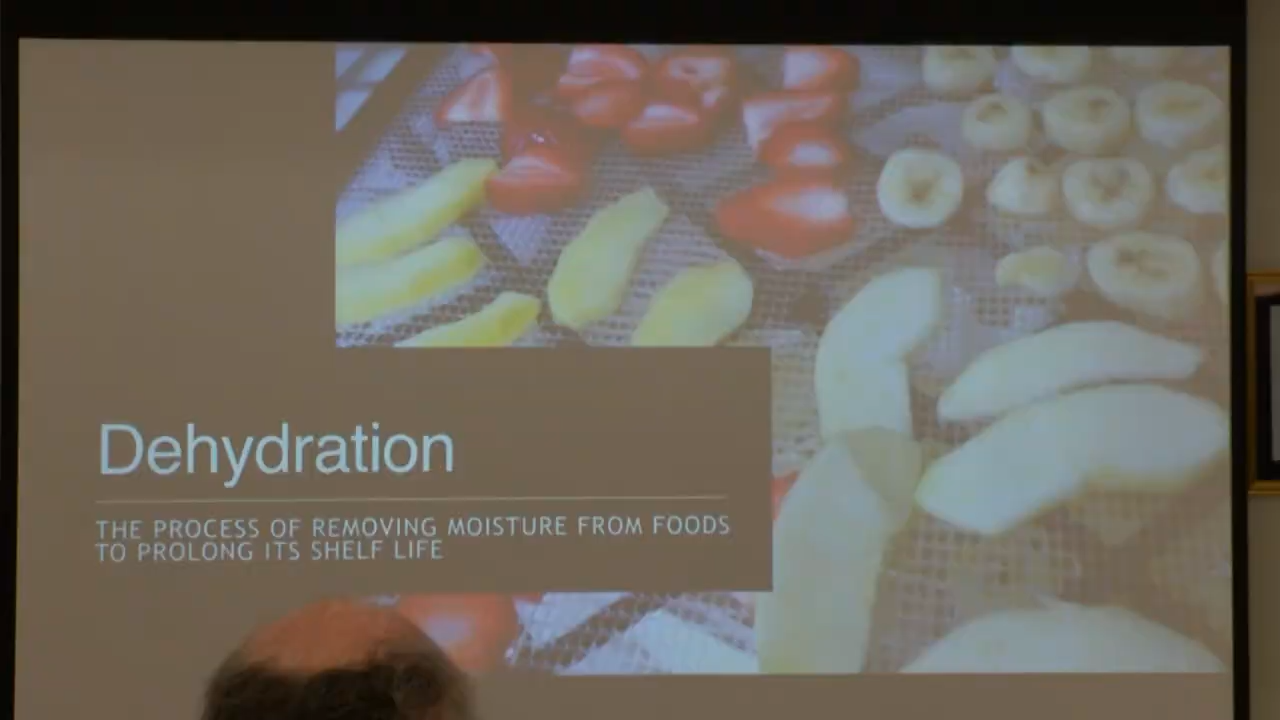 Dehydration
THE PROCESS OF REMOVING MOISTURE FROM FOODS
TO PROLONG ITS SHELF LIFE